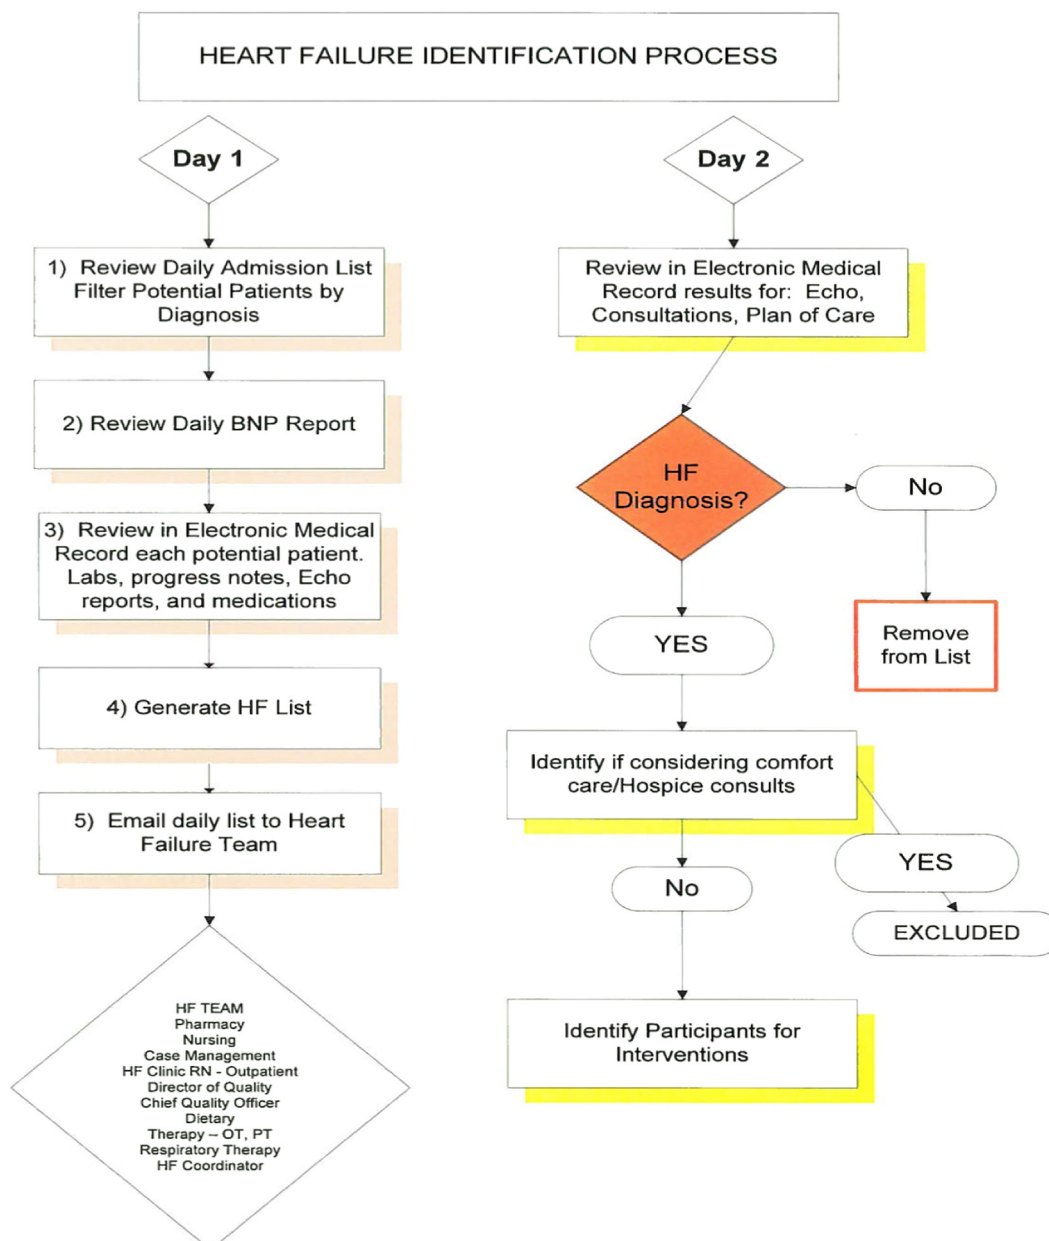 HEART FAILURE IDENTIFICATION PROCESS
Day 1
1) Review Daily Admission List
Filter Potential Patients by
Diagnosis
2) Review Daily BNP Report
3) Review in Electronic Medical
Record each potential patient.
Labs, progress notes, Echo
reports, and medications
4) Generate HF List
5) Email daily list to Heart
Failure Team
HF TEAM
Pharmacy
Nursing
Case Management
HF Clinic RN - Outpatient
Director of Quality
Chief Quality Officer
Dietary
Therapy – OT, PT
Respiratory Therapy
HF Coordinator
Day 2
Review in Electronic Medical
Record results for: Echo,
Consultations, Plan of Care
HF
Diagnosis?
No
Remove
from List
YES
Identify if considering comfort
care/Hospice consults
YES
EXCLUDED
No
Identify Participants for
Interventions